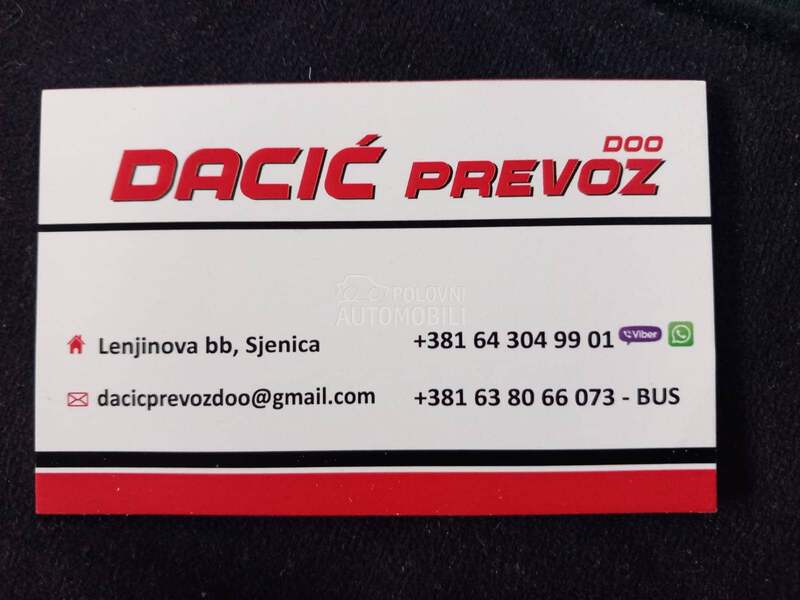 DACIĆ PREVOZ DOO
POLOVNI
AUTOMOBILI
Lenjinova bb, Sjenica
+381 64 304 99 01 Viber
dacicprevozdoo@gmail.com
+381 63 80 66 073 - BUS